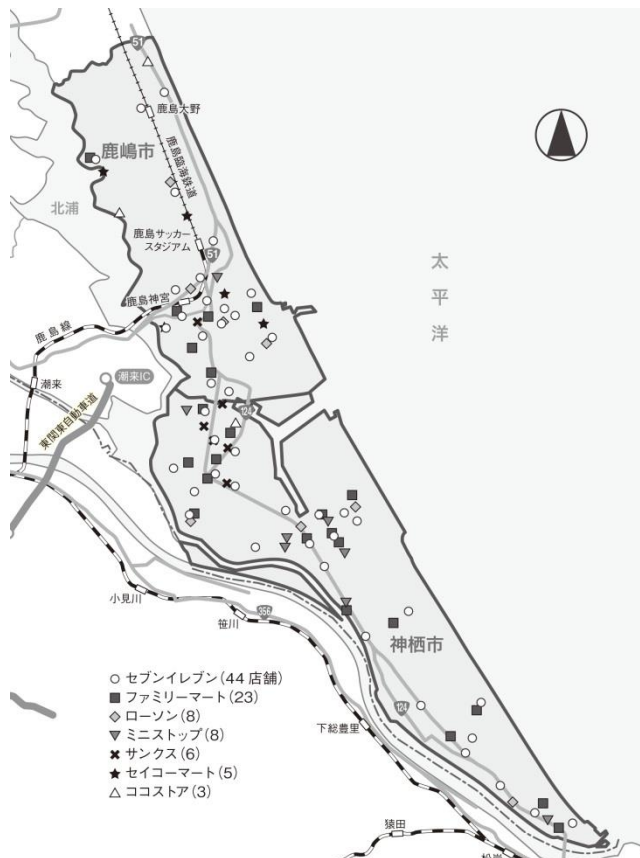 51
鹿島大野
鹿嶋市
鹿島臨海鉄道
北浦
鹿島サッカー
スタジアム
51
太平洋
鹿島神宮
鹿島線
潮来IC
潮来
東関東自動車道
124
小見川
356
笹川
神栖市
124
下総豊里
猿田
○ セブンイレブン(44 店舗)
■ ファミリーマート(23)
◇ ローソン(8)
▼ ミニストップ(8)
✖ サンクス(6)
★ セイコーマート(5)
△ ココストア(3)